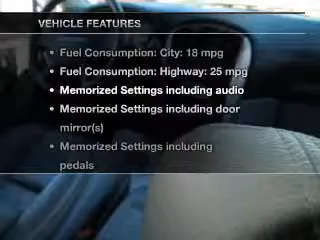 VEHICLE FEATURES
• Fuel Consumption: City: 18 mpg
• Fuel Consumption: Highway: 25 mpg
• Memorized Settings including audio
• Memorized Settings including door
mirror(s)
• Memorized Settings including
pedals